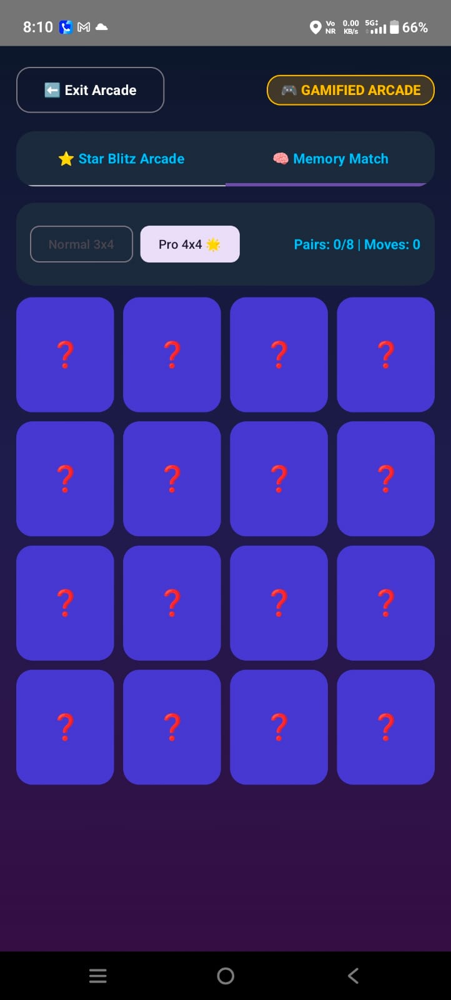 8:10
Vo NR 0.00 KB/s 5G 66%
⬅️ Exit Arcade
🎮 GAMIFIED ARCADE
⭐ Star Blitz Arcade
🧠 Memory Match
Normal 3x4
Pro 4x4 🌟
Pairs: 0/8 | Moves: 0
❓ ❓ ❓ ❓
❓ ❓ ❓ ❓
❓ ❓ ❓ ❓
❓ ❓ ❓ ❓